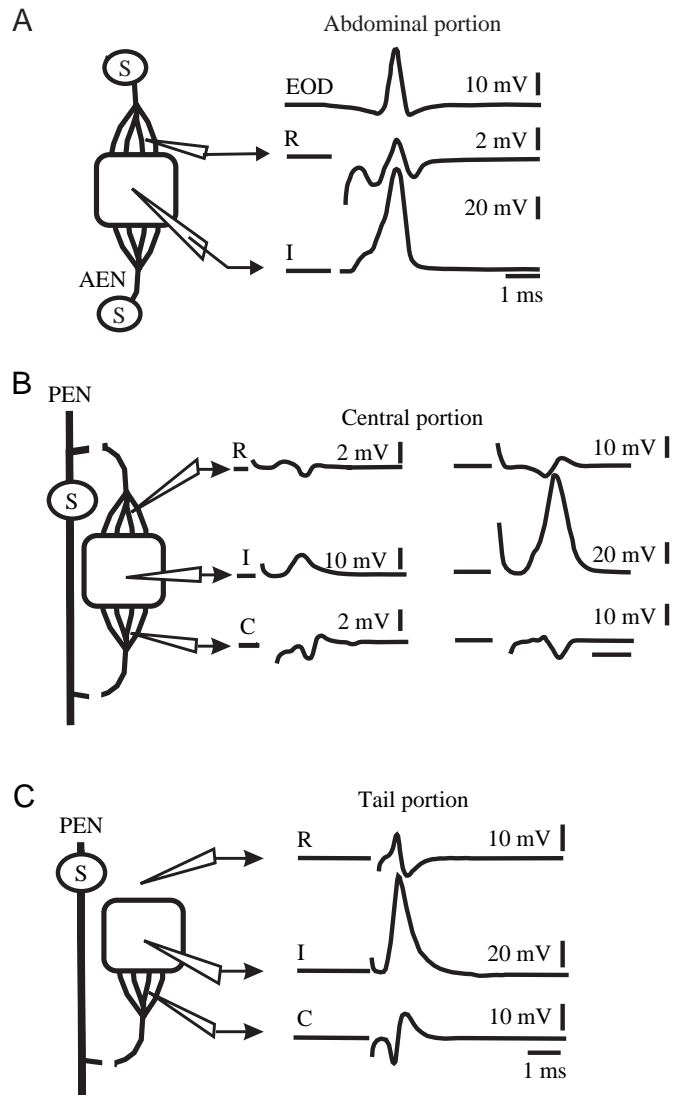 A
Abdominal portion
S
EOD
10 mV
R
2 mV
20 mV
I
AEN
S
1 ms
B
PEN
Central portion
R
2 mV
10 mV
S
I
10 mV
20 mV
C
2 mV
10 mV
C
Tail portion
PEN
R
10 mV
S
I
20 mV
C
10 mV
1 ms